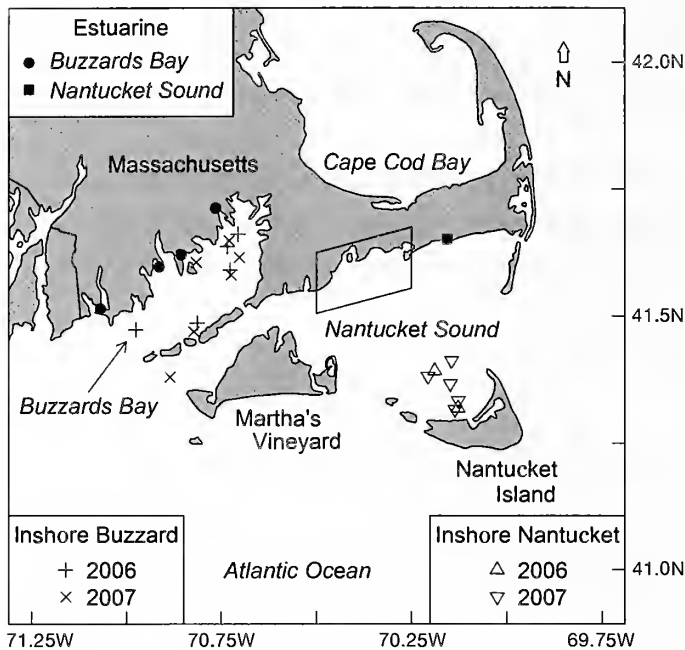 Estuarine
Buzzards Bay
Nantucket Sound
N
42.0N
Massachusetts
Cape Cod Bay
41.5N
Nantucket Sound
Buzzards Bay
Martha's
Vineyard
Nantucket
Island
Inshore Buzzard
2006
2007
Atlantic Ocean
Inshore Nantucket
2006
2007
41.0N
71.25W
70.75W
70.25W
69.75W